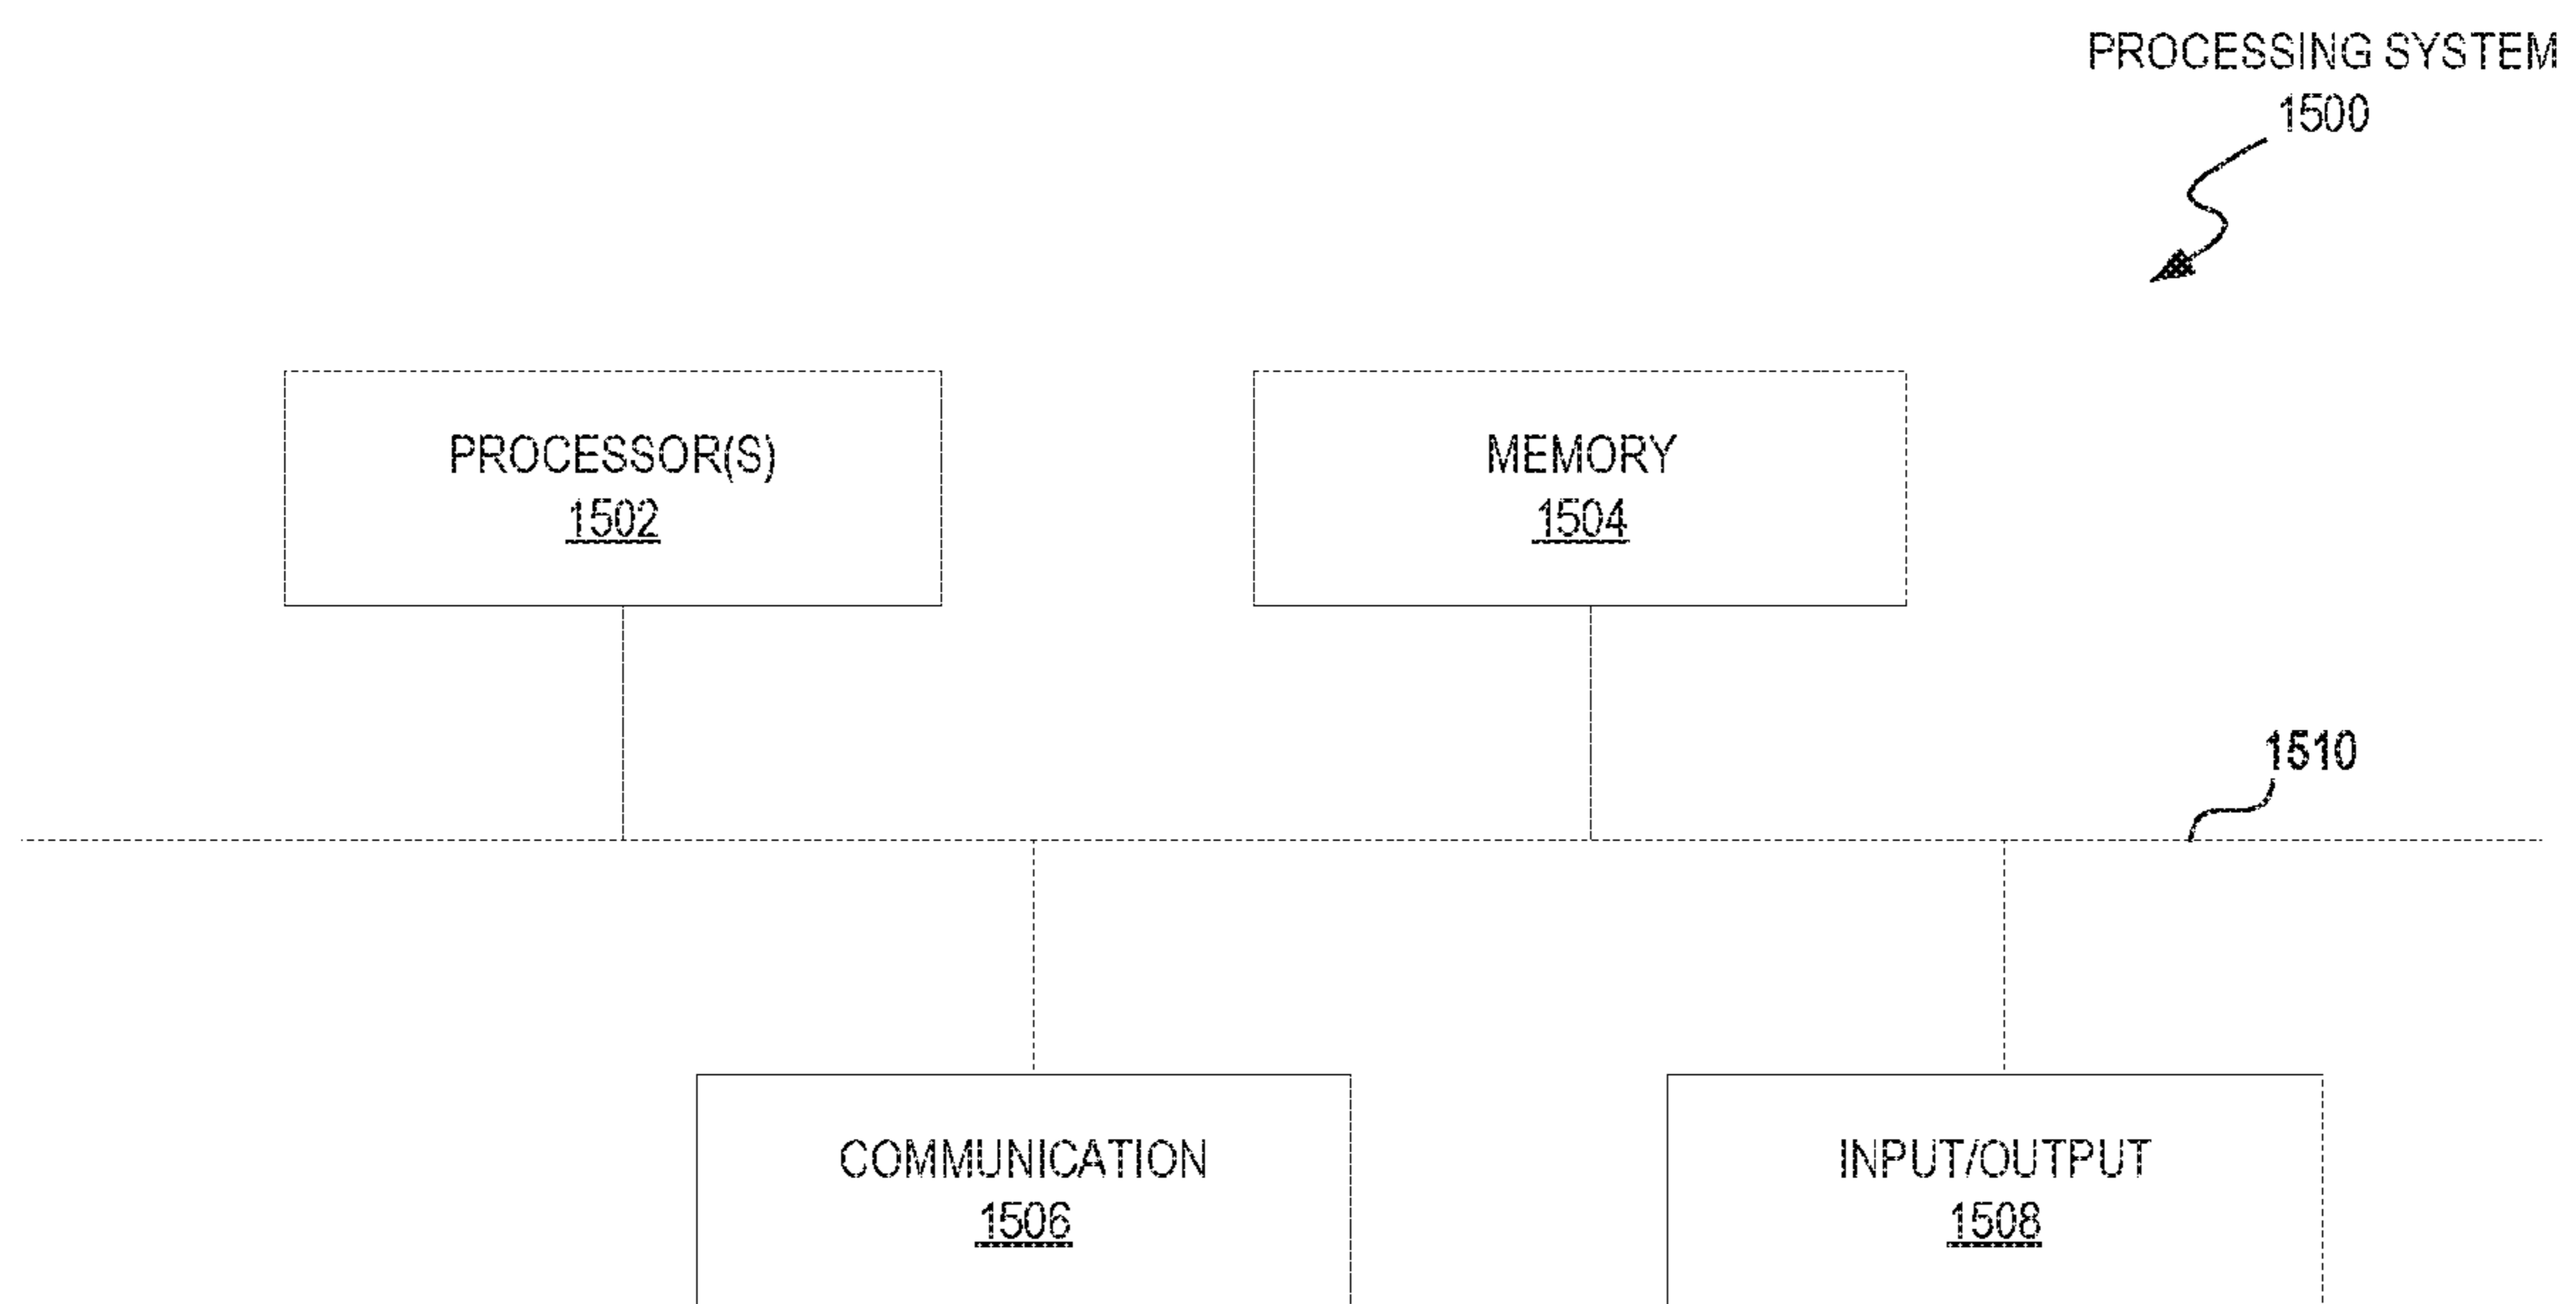 PROCESSING SYSTEM
1500
PROCESSOR(S)
1502
MEMORY
1504
1510
COMMUNICATION
1506
INPUT/OUTPUT
1508